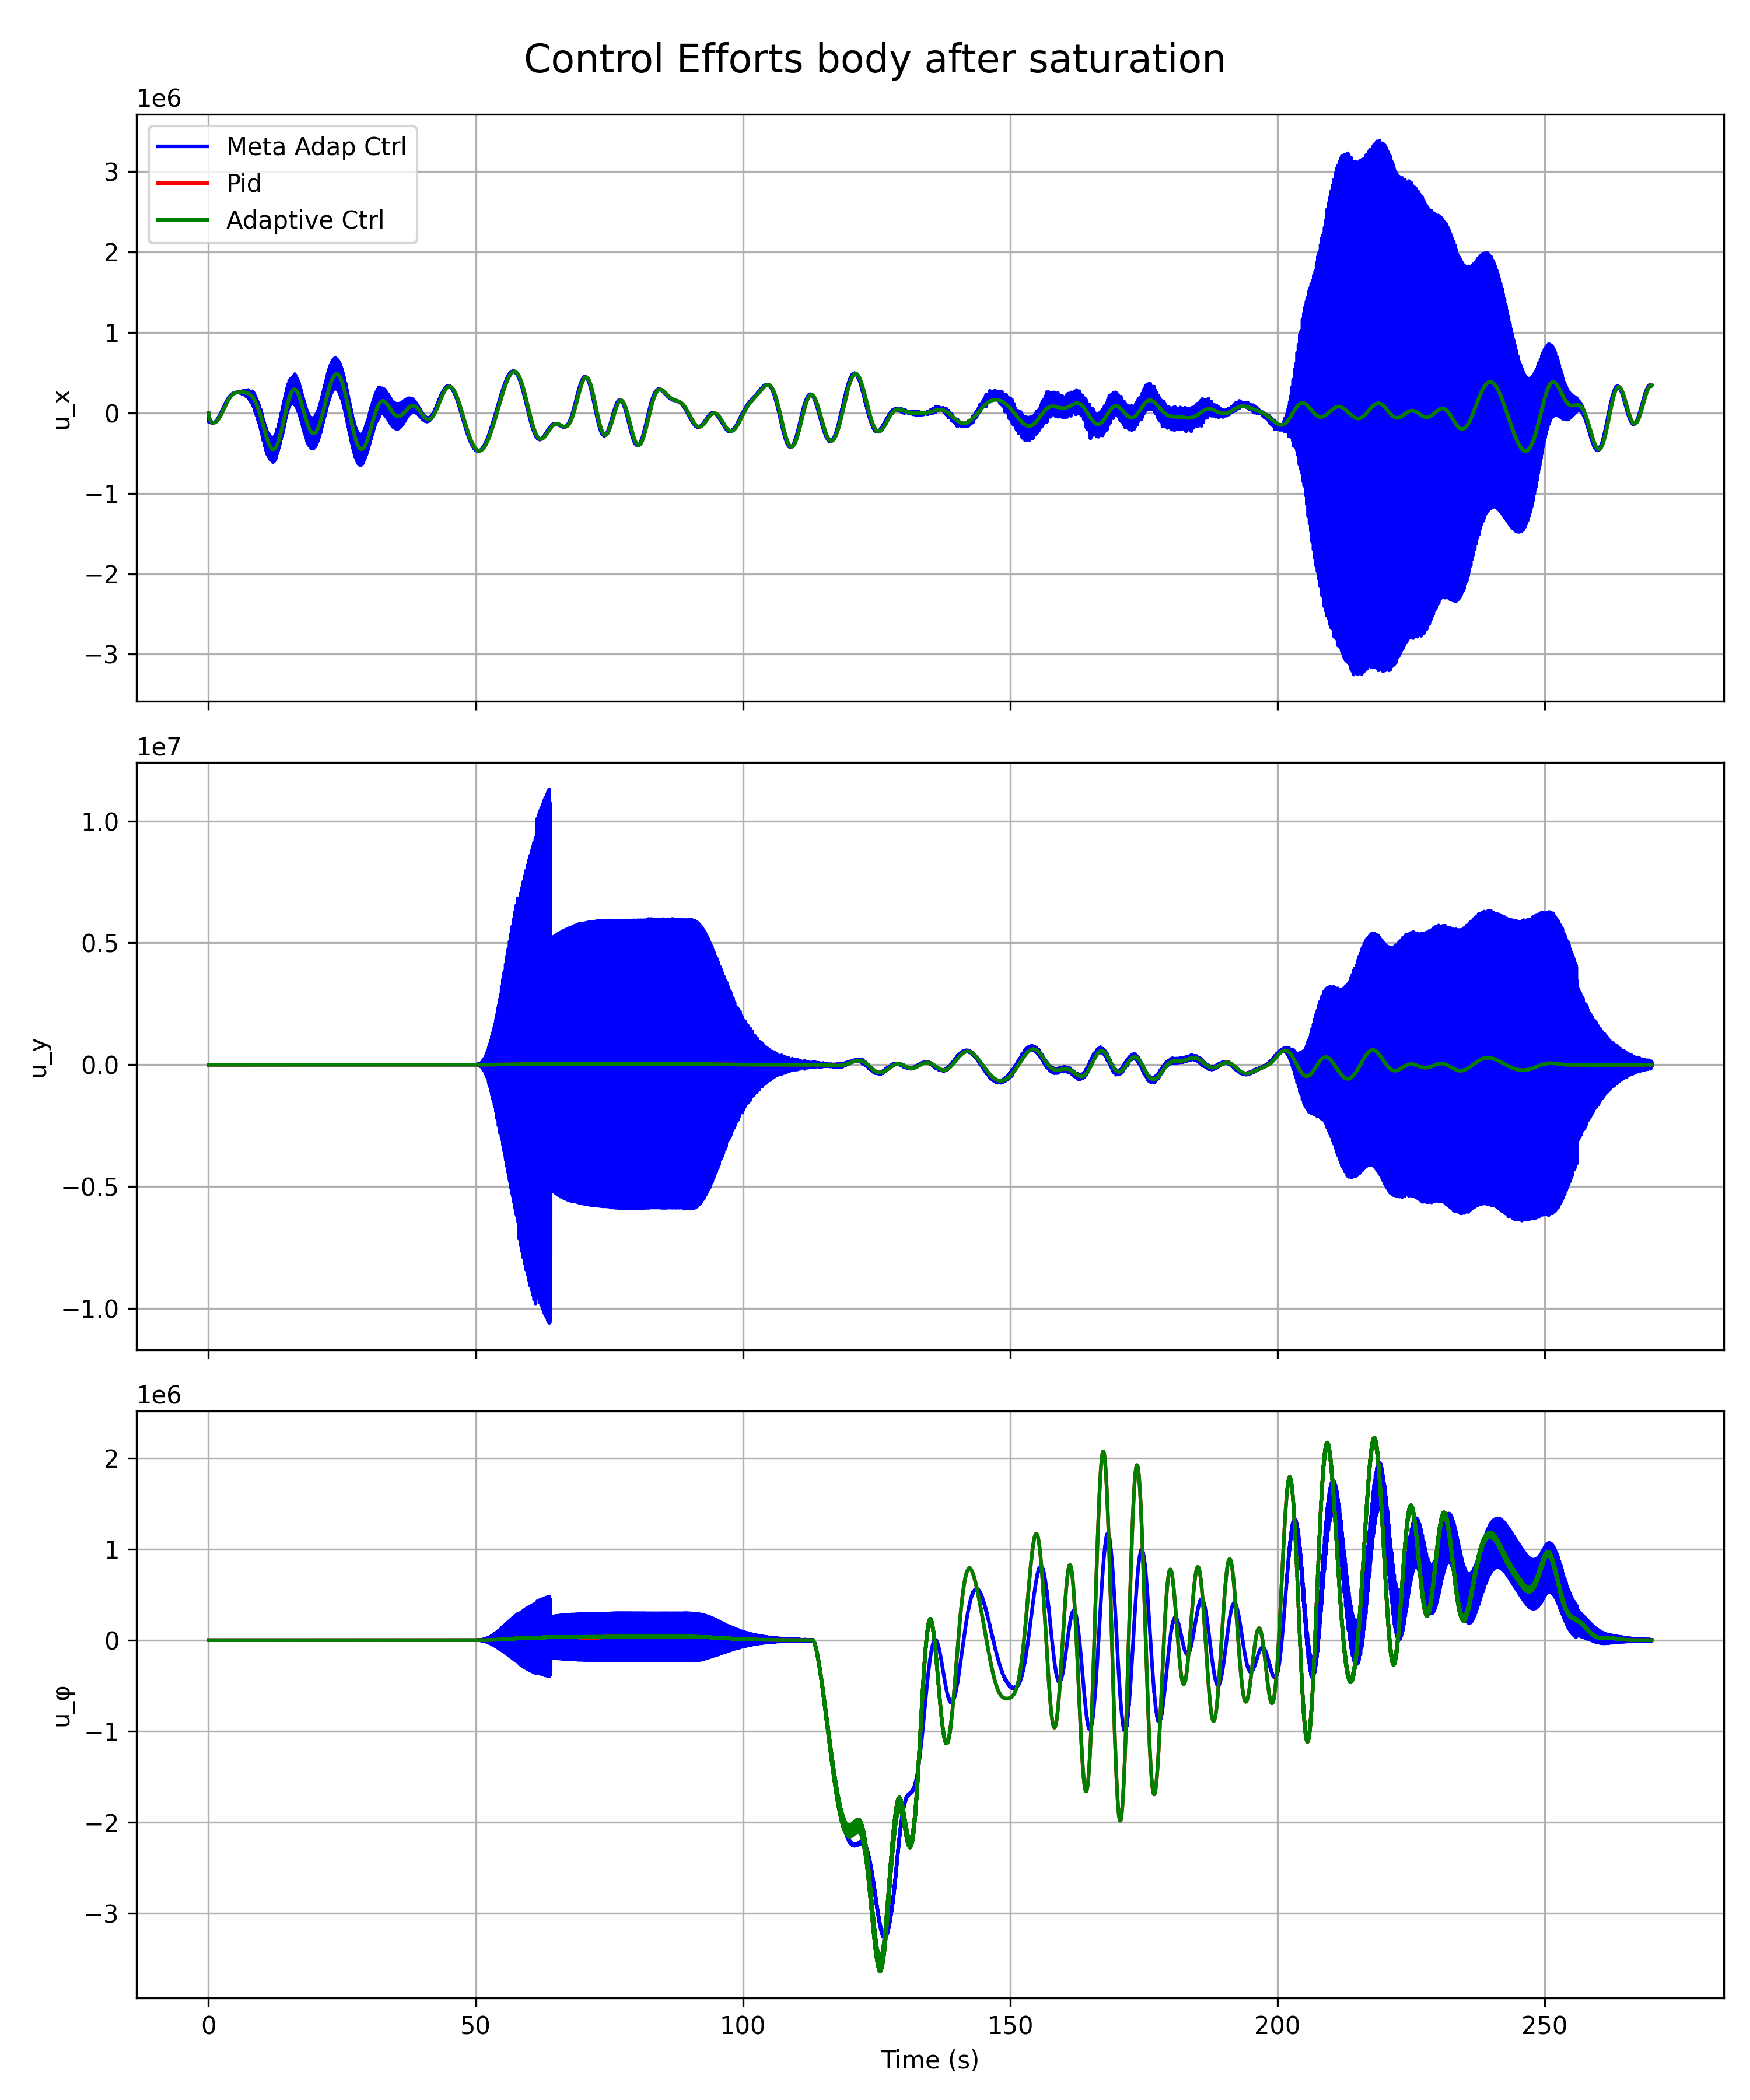 Control Efforts body after saturation
1e6
Meta Adap Ctrl
Pid
Adaptive Ctrl
3
2
1
0
−1
−2
−3
u_x
1e7
1.0
0.5
0.0
−0.5
−1.0
u_y
1e6
2
1
0
−1
−2
−3
u_φ
0
50
100
150
200
250
Time (s)